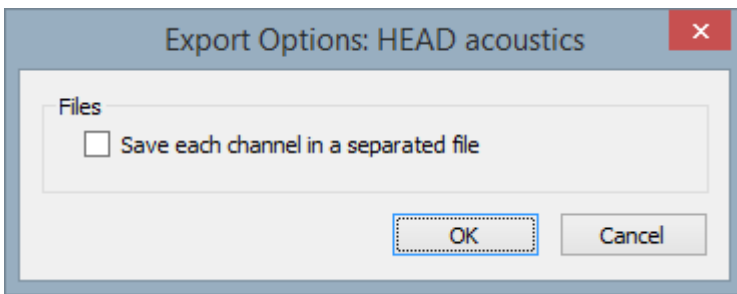 Export Options: HEAD acoustics
Files
Save each channel in a separated file
OK
Cancel